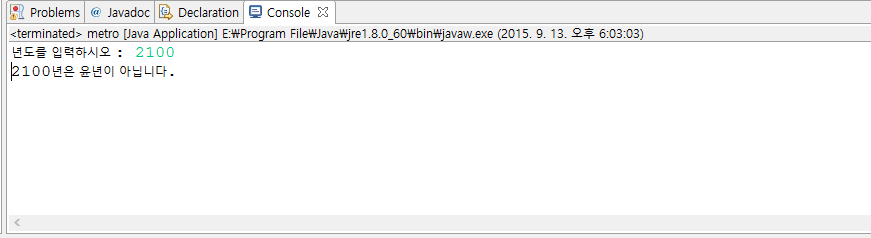 Problems @ Javadoc Declaration Console
<terminated> metro [Java Application] E:₩Program File₩Java₩jre1.8.0_60₩bin₩javaw.exe (2015. 9. 13. 오후 6:03:03)
년도를 입력하시오 : 2100
2100년은 윤년이 아닙니다.